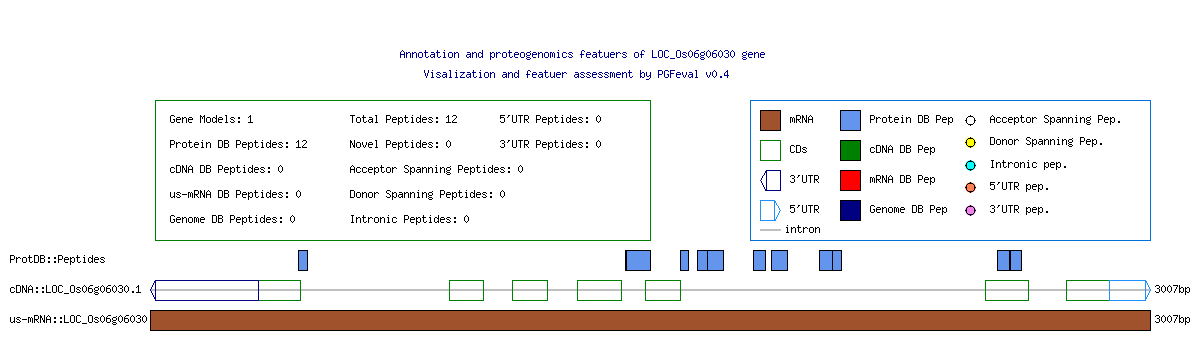 Annotation and proteogenomics featuers of LOC_Os06g06030 gene
Visalization and featuer assessment by PGFeval v0.4
Gene Models: 1 Total Peptides: 12 5'UTR Peptides: 0
Protein DB Peptides: 12 Novel Peptides: 0 3'UTR Peptides: 0
cDNA DB Peptides: 0 Acceptor Spanning Peptides: 0
us-mRNA DB Peptides: 0 Donor Spanning Peptides: 0
Genome DB Peptides: 0 Intronic Peptides: 0
mRNA Protein DB Pep Acceptor Spanning Pep.
CDs cDNA DB Pep Donor Spanning Pep.
3'UTR mRNA DB Pep Intronic pep.
5'UTR Genome DB Pep 5'UTR pep.
intron 3'UTR pep.
ProtDB::Peptides
cDNA::LOC_Os06g06030.1 3007bp
us-mRNA::LOC_Os06g06030 3007bp